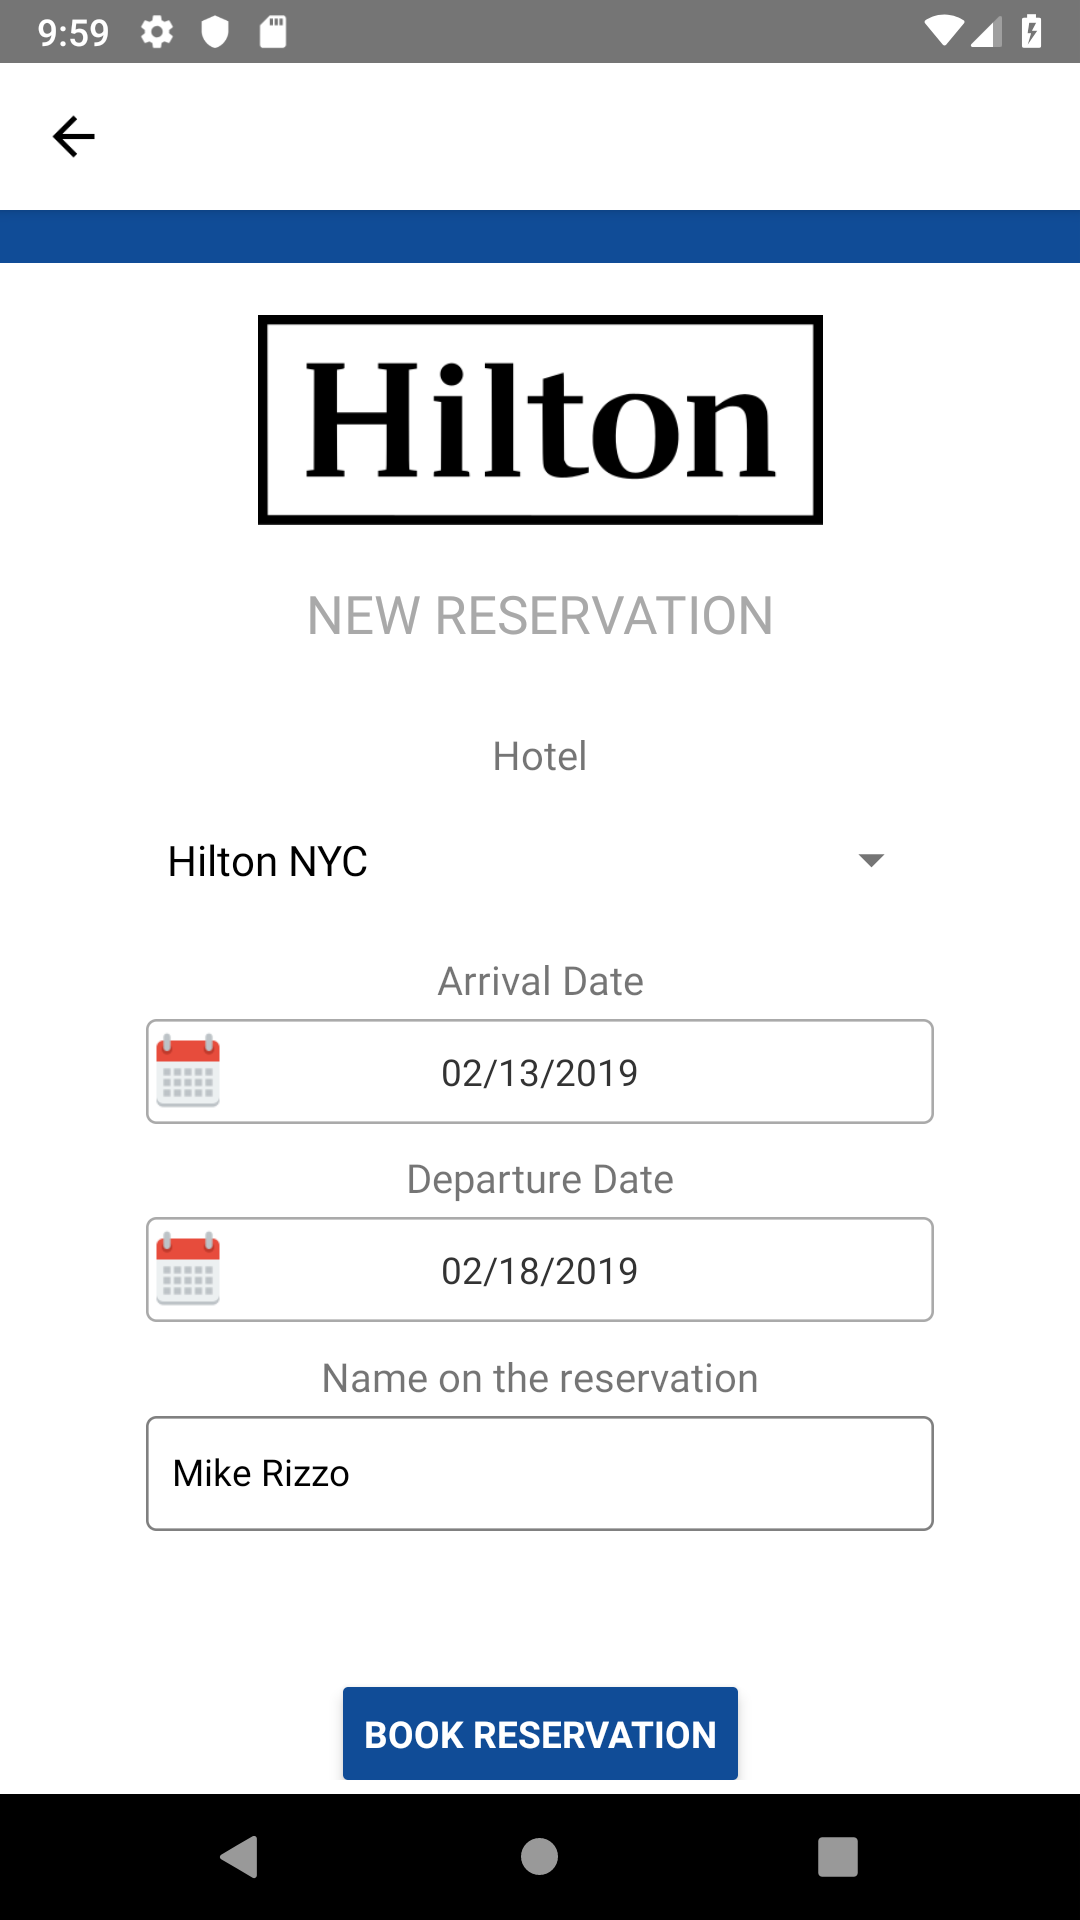 9:59
Hilton
NEW RESERVATION
Hotel
Hilton NYC
Arrival Date
02/13/2019
Departure Date
02/18/2019
Name on the reservation
Mike Rizzo
BOOK RESERVATION